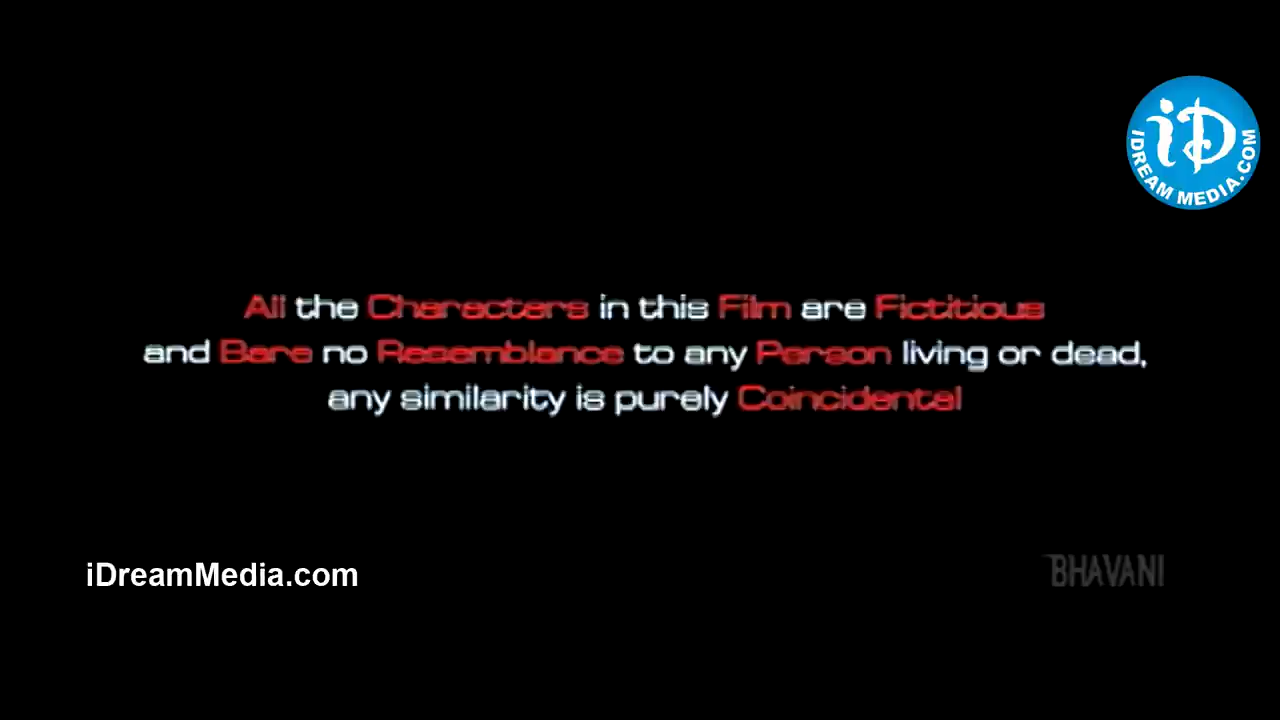 iD
IDREAM MEDIA.COM
All the Characters in this Film are Fictitious
and Bare no Resemblance to any Person living or dead,
any similarity is purely Coincidental
iDreamMedia.com
BHAVANI